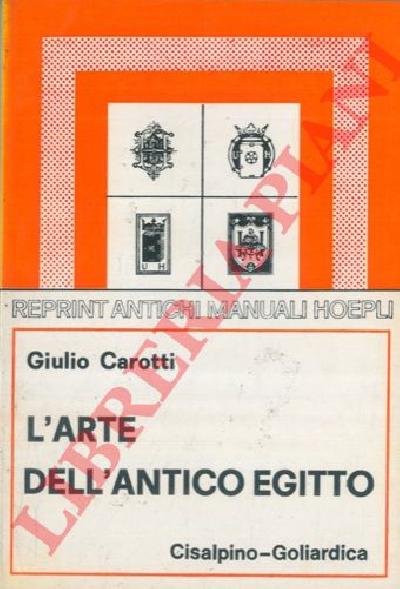 REPRINT ANTICHI MANUALI HOEPLI
Giulio Carotti
L'ARTE
DELL'ANTICO EGITTO
Cisalpino-Goliardica
LIBRERIA PIANI
U H